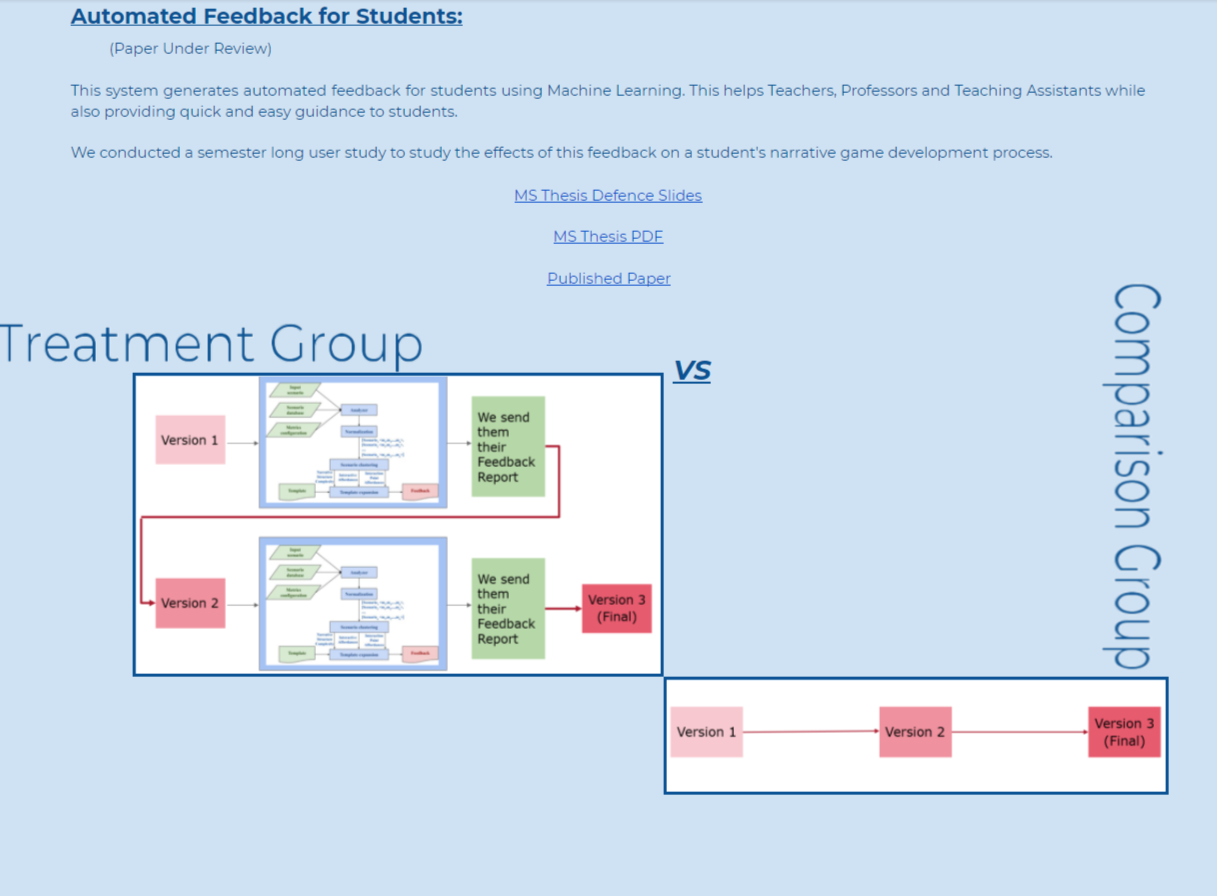 Automated Feedback for Students:
(Paper Under Review)
This system generates automated feedback for students using Machine Learning. This helps Teachers, Professors and Teaching Assistants while
also providing quick and easy guidance to students.
We conducted a semester long user study to study the effects of this feedback on a student's narrative game development process.
MS Thesis Defence Slides
MS Thesis PDF
Published Paper
Treatment Group
VS
Comparison Group
Version 1
Input
scenario
Scenario
database
Metrics
configuration
Analysis
Normalization
Scenario clustering
Template
Template expansion
Feedback
We send
them
their
Feedback
Report
Version 2
Input
scenario
Scenario
database
Metrics
configuration
Analysis
Normalization
Scenario clustering
Template
Template expansion
Feedback
We send
them
their
Feedback
Report
Version 3
(Final)
Version 1
Version 2
Version 3
(Final)